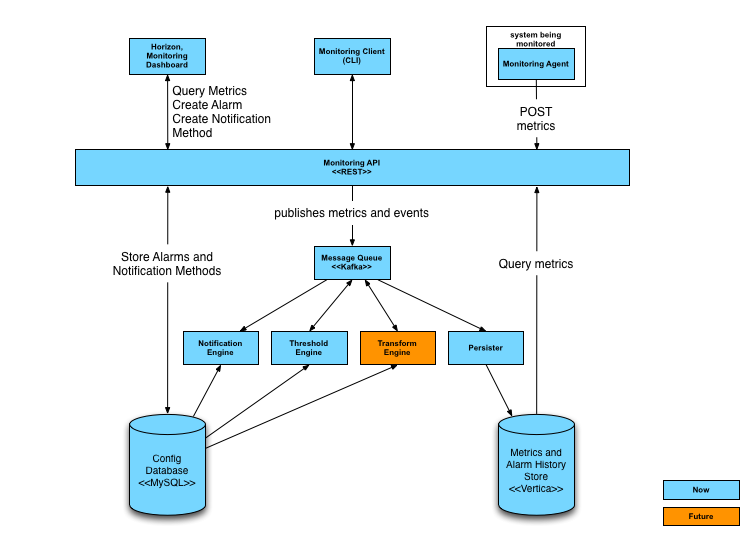 Horizon,
Monitoring
Dashboard
Monitoring Client
(CLI)
system being
monitored
Monitoring Agent
Query Metrics
Create Alarm
Create Notification
Method
POST
metrics
Monitoring API
<<REST>>
publishes metrics and events
Store Alarms and
Notification Methods
Message Queue
<<Kafka>>
Query metrics
Notification
Engine
Threshold
Engine
Transform
Engine
Persister
Config
Database
<<MySQL>>
Metrics and
Alarm History
Store
<<Vertica>>
Now
Future